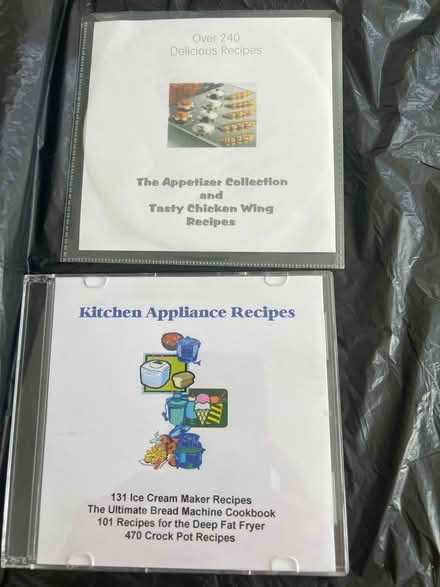 Over 240
Delicious Recipes
The Appetizer Collection
and
Tasty Chicken Wing
Recipes
Kitchen Appliance Recipes
131 Ice Cream Maker Recipes
The Ultimate Bread Machine Cookbook
101 Recipes for the Deep Fat Fryer
470 Crock Pot Recipes